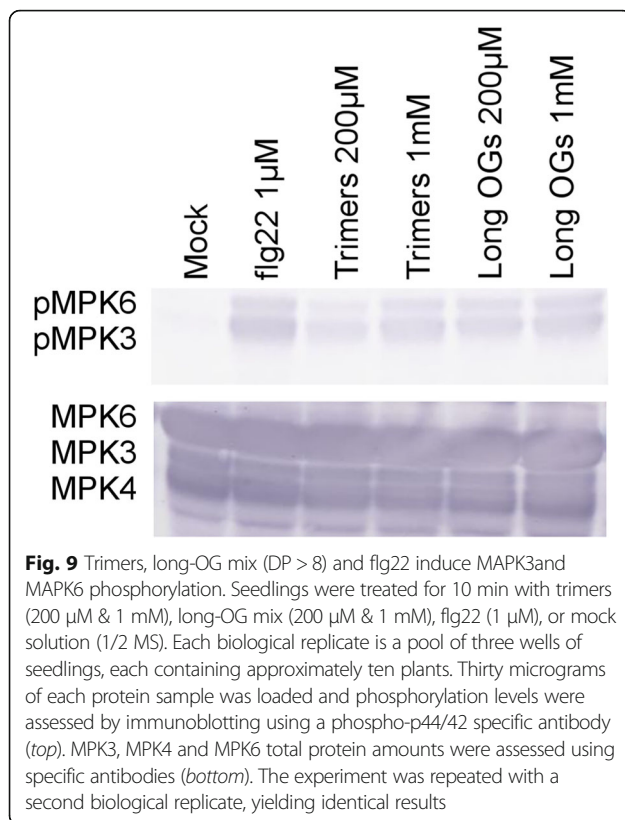 Mock
flg22 1µM
Trimers 200µM
Trimers 1mM
Long OGs 200µM
Long OGs 1mM
pMPK6
pMPK3
MPK6
MPK3
MPK4
Fig. 9 Trimers, long-OG mix (DP > 8) and flg22 induce MAPK3and
MAPK6 phosphorylation. Seedlings were treated for 10 min with trimers
(200 µM & 1 mM), long-OG mix (200 µM & 1 mM), flg22 (1 µM), or mock
solution (1/2 MS). Each biological replicate is a pool of three wells of
seedlings, each containing approximately ten plants. Thirty micrograms
of each protein sample was loaded and phosphorylation levels were
assessed by immunoblotting using a phospho-p44/42 specific antibody
(top). MPK3, MPK4 and MPK6 total protein amounts were assessed using
specific antibodies (bottom). The experiment was repeated with a
second biological replicate, yielding identical results